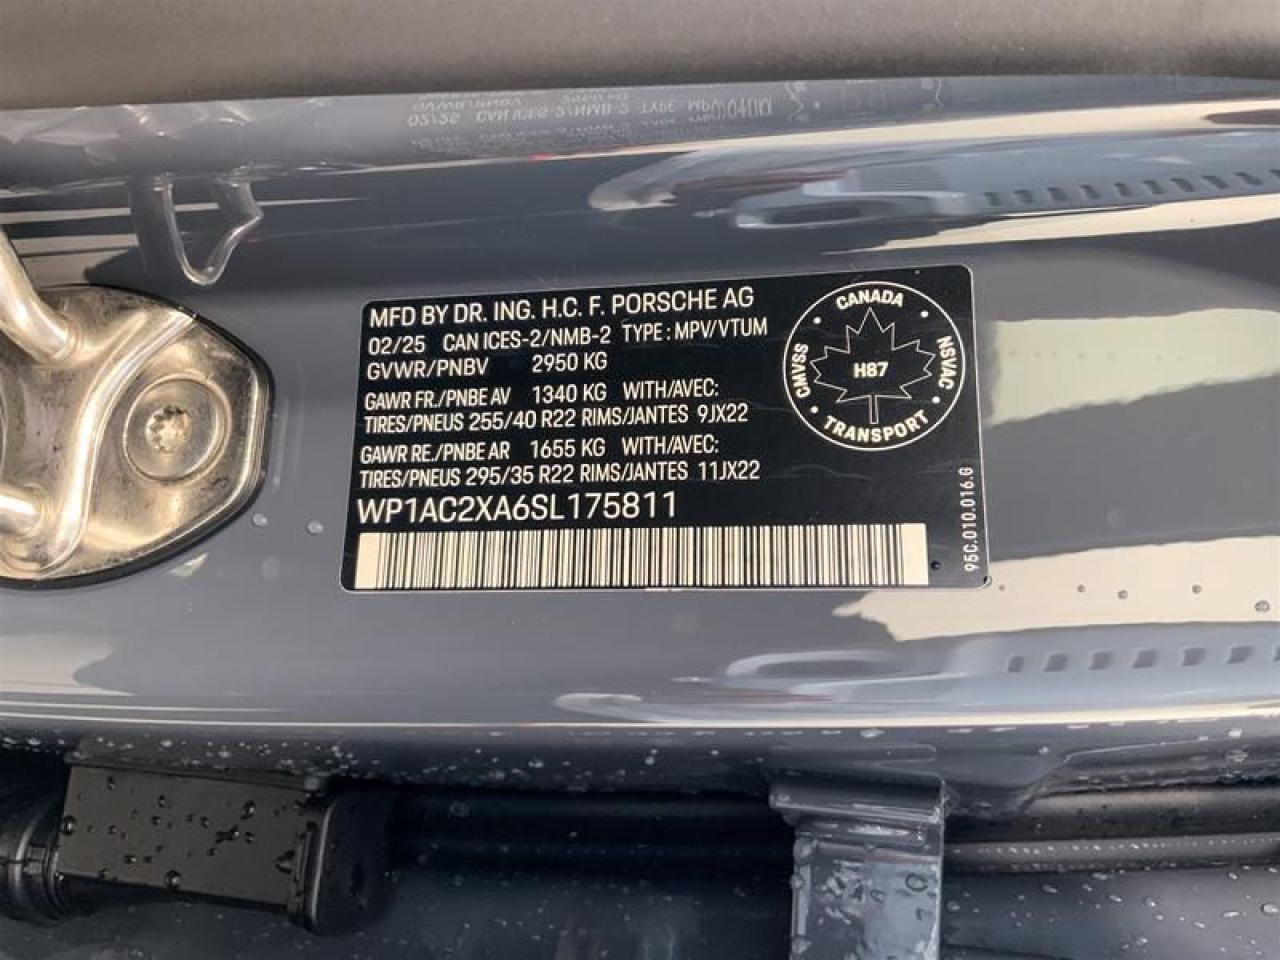 MFD BY DR. ING. H.C. F. PORSCHE AG
02/25 CAN ICES-2/NMB-2 TYPE: MPV/VTUM
GVWR/PNBV 2950 KG
GAWR FR./PNBE AV 1340 KG WITH/AVEC:
TIRES/PNEUS 255/40 R22 RIMS/JANTES 9JX22
GAWR RE./PNBE AR 1655 KG WITH/AVEC:
TIRES/PNEUS 295/35 R22 RIMS/JANTES 11JX22
WP1AC2XA6SL175811
CANADA
CMVSS
NSVAC
H87
TRANSPORT
95C.010.016.G